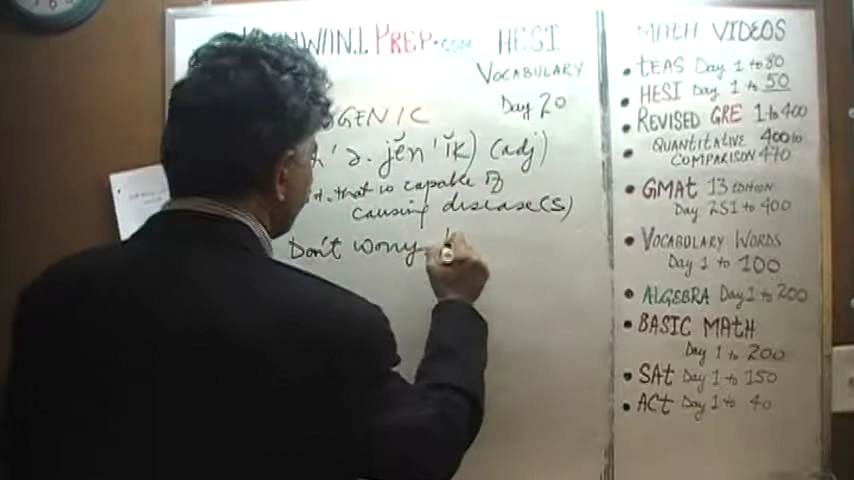 WANI PREP.COM HESI
VOCABULARY
Day 20
GENIC
ə. jĕn' ĭk) (adj)
that is capable of
causing disease(s)
Don't worry
MATH VIDEOS
• TEAS Day 1 to 80
• HESI Day 1 to 50
• REVISED GRE 1 to 400
• QUANTITATIVE 400 to
COMPARISON 470
• GMAT 13 EDITION
Day 251 to 400
• VOCABULARY WORDS
Day 1 to 100
• ALGEBRA Day 1 to 200
• BASIC MATH
Day 1 to 200
• SAT Day 1 to 150
• ACT Day 1 to 40